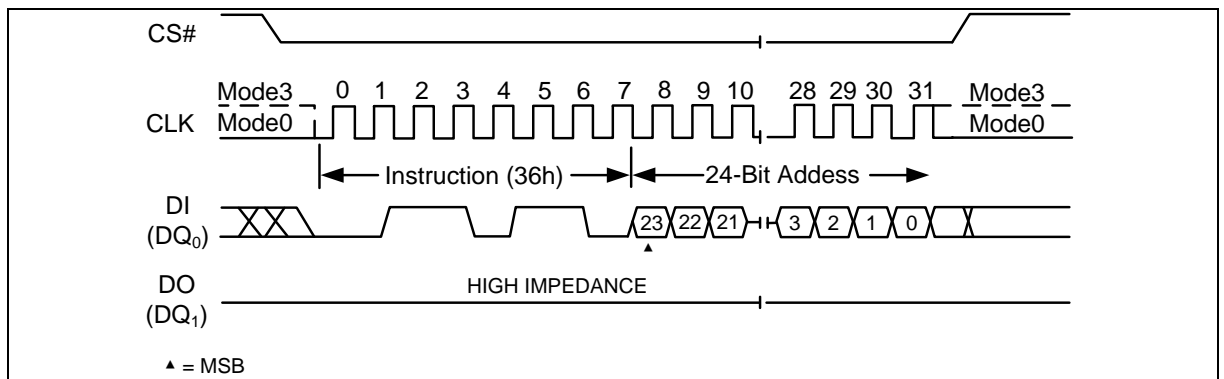 CS#
Mode3 0 1 2 3 4 5 6 7 8 9 10 28 29 30 31 Mode3
CLK Mode0 Mode0
Instruction (36h) 24-Bit Addess
DI
(DQ0) 23 22 21 3 2 1 0
DO HIGH IMPEDANCE
(DQ1)
▲ = MSB